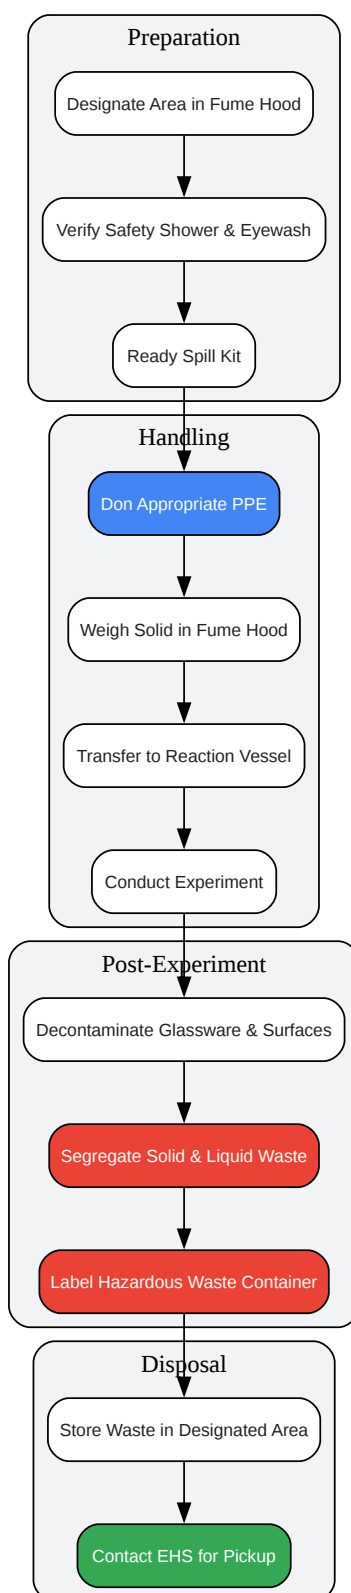 Preparation
Designate Area in Fume Hood
Verify Safety Shower & Eyewash
Ready Spill Kit
Handling
Don Appropriate PPE
Weigh Solid in Fume Hood
Transfer to Reaction Vessel
Conduct Experiment
Post-Experiment
Decontaminate Glassware & Surfaces
Segregate Solid & Liquid Waste
Label Hazardous Waste Container
Disposal
Store Waste in Designated Area
Contact EHS for Pickup